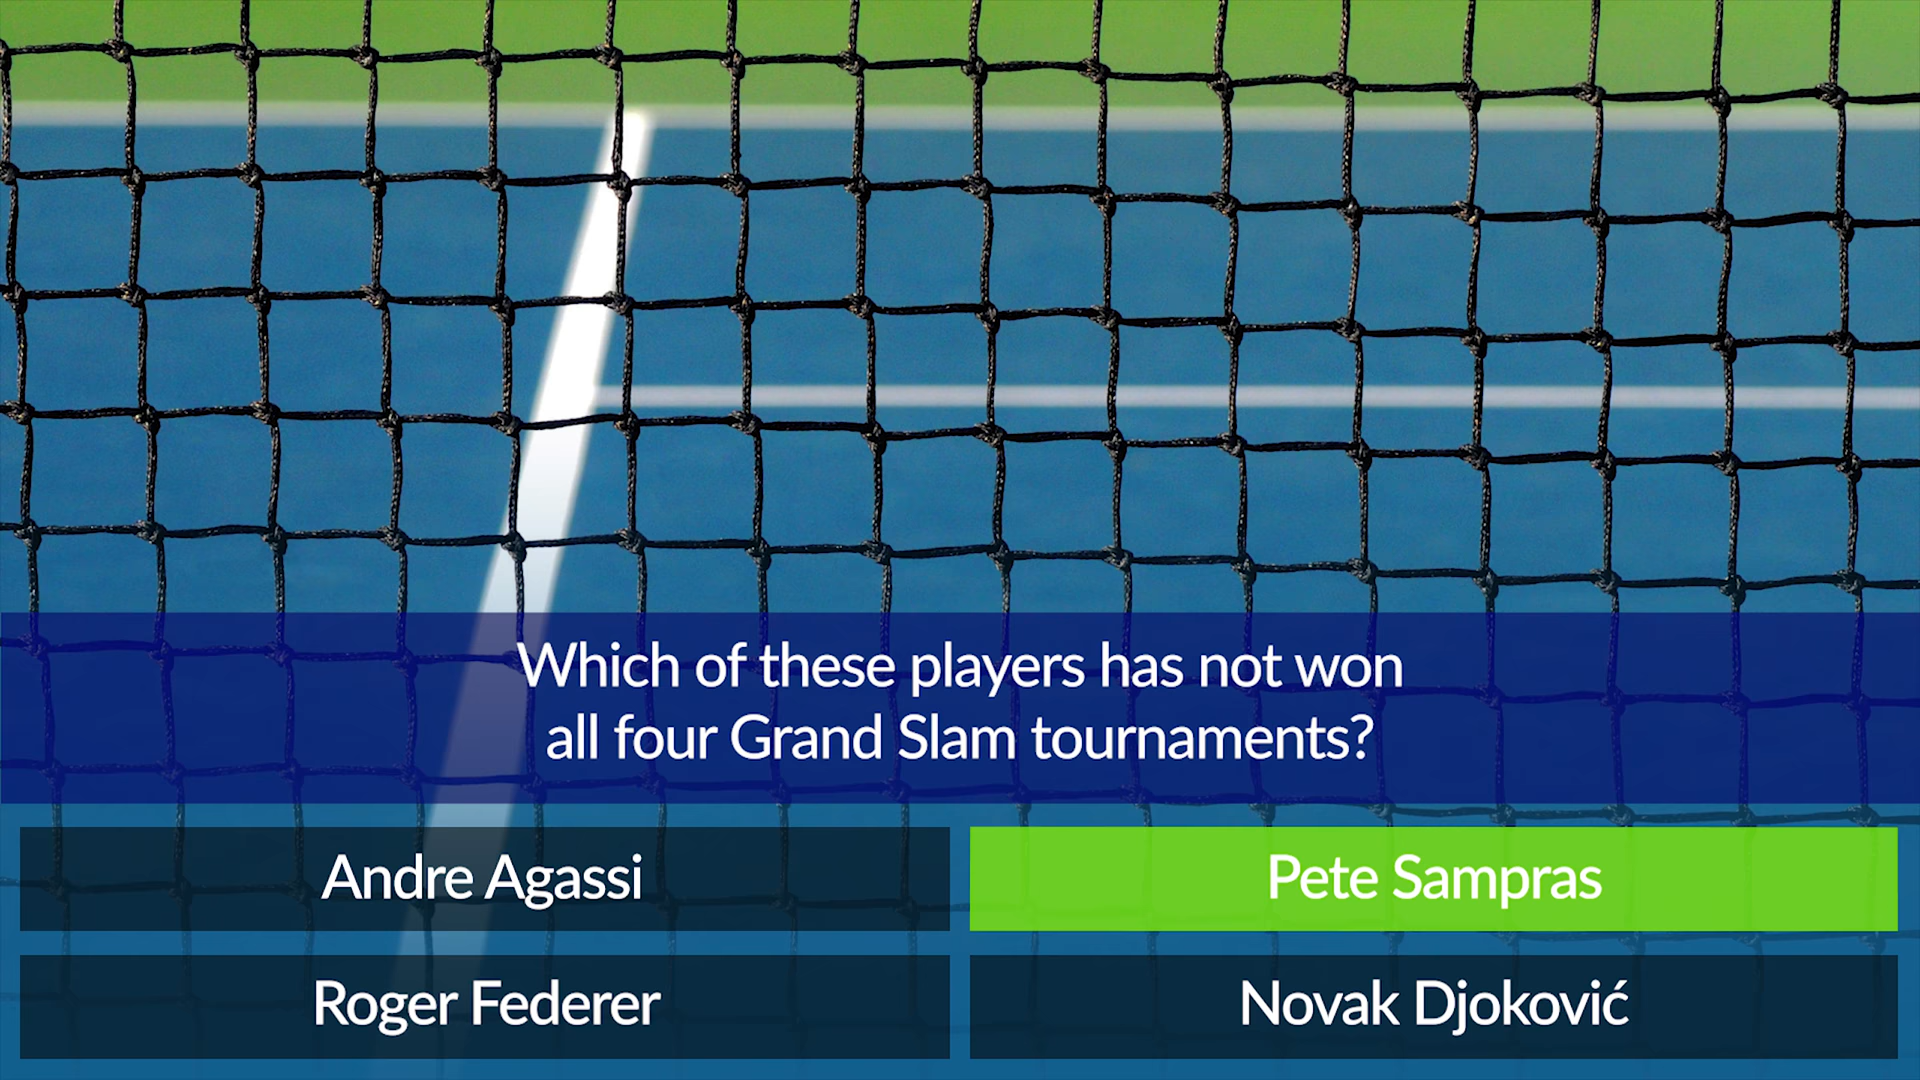 Which of these players has not won
all four Grand Slam tournaments?
Andre Agassi
Pete Sampras
Roger Federer
Novak Djoković